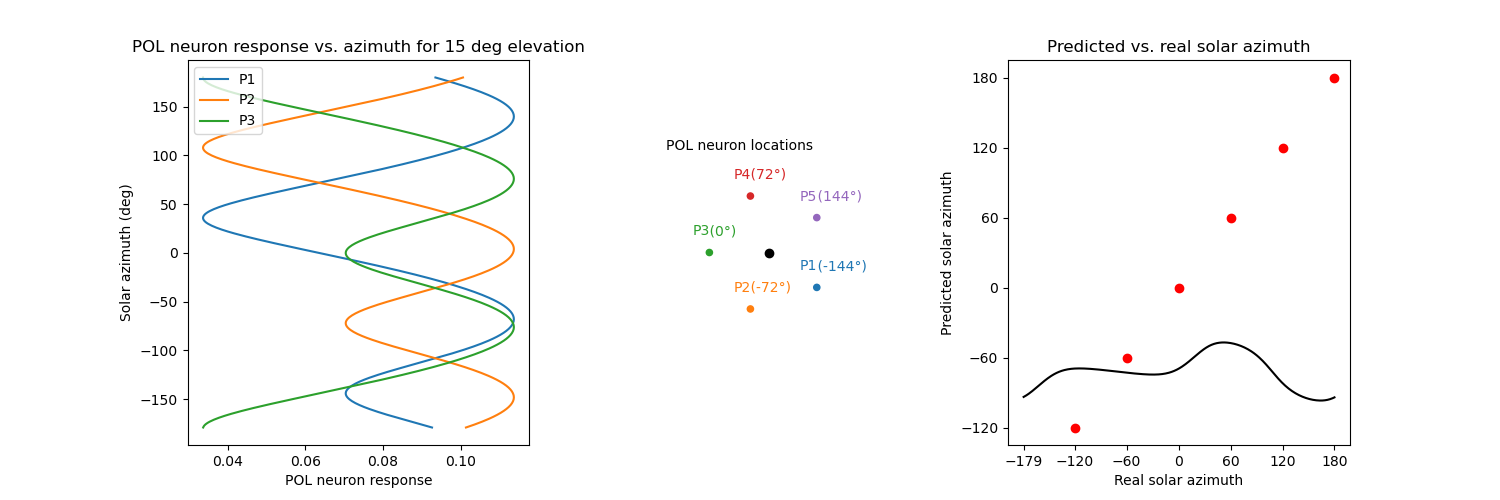 POL neuron response vs. azimuth for 15 deg elevation
P1
P2
P3
150
100
50
0
−50
−100
−150
Solar azimuth (deg)
0.04
0.06
0.08
0.10
POL neuron response
POL neuron locations
P4(72°)
P5(144°)
P3(0°)
P1(-144°)
P2(-72°)
Predicted vs. real solar azimuth
180
120
60
0
−60
−120
Predicted solar azimuth
−179
−120
−60
0
60
120
180
Real solar azimuth